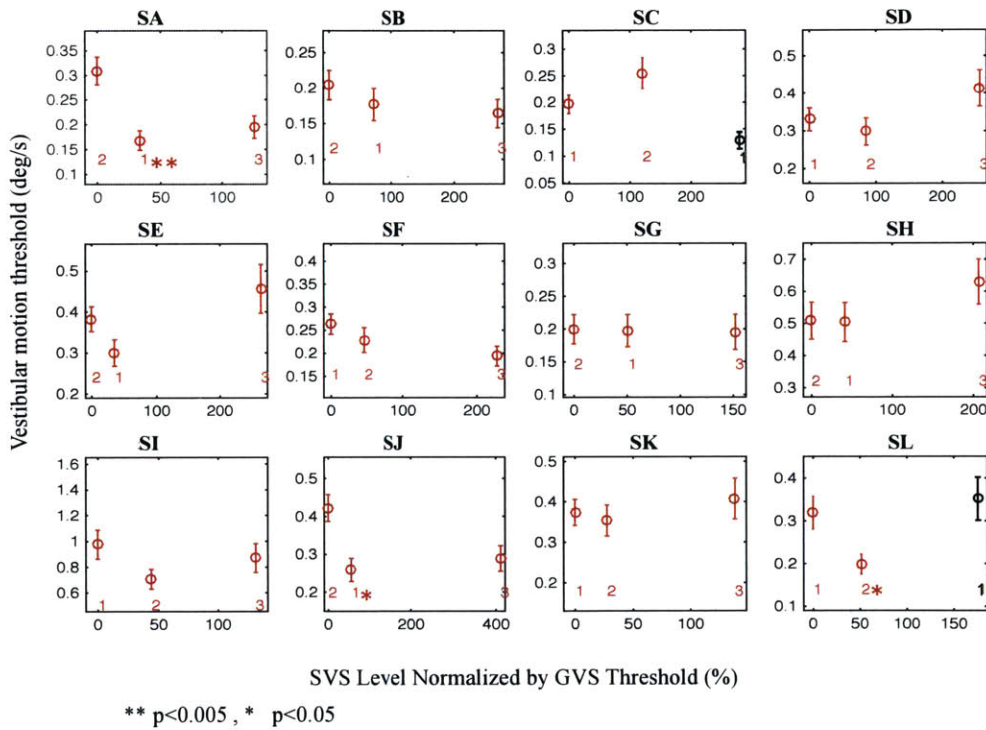 Vestibular motion threshold (deg/s)
SA
0.35
0.3
0.25
0.2
0.15
0.1
2 1 ** 3
0 50 100
SB
0.2
0.15
0.1
2 1 3
0 200
SC
0.3
0.25
0.2
0.15
0.1
0.05
1 2 1
0 200
SD
0.4
0.3
0.2
1 2 3
0 200
SE
0.5
0.4
0.3
0.2
2 1 3
0 200
SF
0.4
0.35
0.3
0.25
0.2
0.15
1 2 3
0 200
SG
0.3
0.25
0.2
0.15
0.1
2 1 3
0 50 100 150
SH
0.7
0.6
0.5
0.4
0.3
2 1 3
0 100 200
SI
1.6
1.4
1.2
1
0.8
0.6
1 2 3
0 50 100
SJ
0.5
0.4
0.3
0.2
2 1 * 3
0 200 400
SK
0.5
0.4
0.3
0.2
1 2 3
0 50 100
SL
0.4
0.3
0.2
0.1
1 2 * 1
0 50 100 150
SVS Level Normalized by GVS Threshold (%)
** p<0.005 , * p<0.05